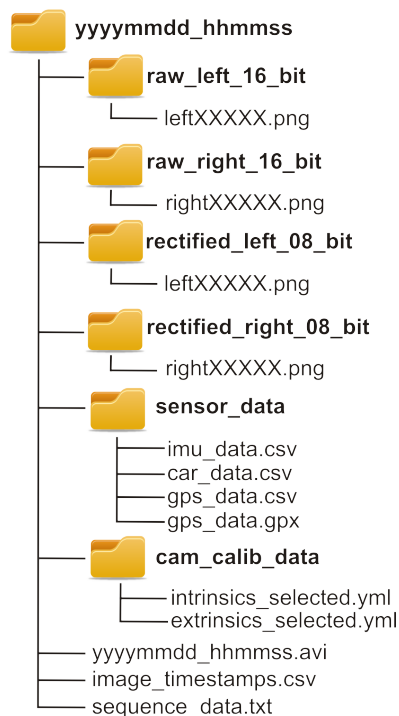 yyyymmdd_hhmmss
raw_left_16_bit
leftXXXXX.png
raw_right_16_bit
rightXXXXX.png
rectified_left_08_bit
leftXXXXX.png
rectified_right_08_bit
rightXXXXX.png
sensor_data
imu_data.csv
car_data.csv
gps_data.csv
gps_data.gpx
cam_calib_data
intrinsics_selected.yml
extrinsics_selected.yml
yyyymmdd_hhmmss.avi
image_timestamps.csv
sequence_data.txt